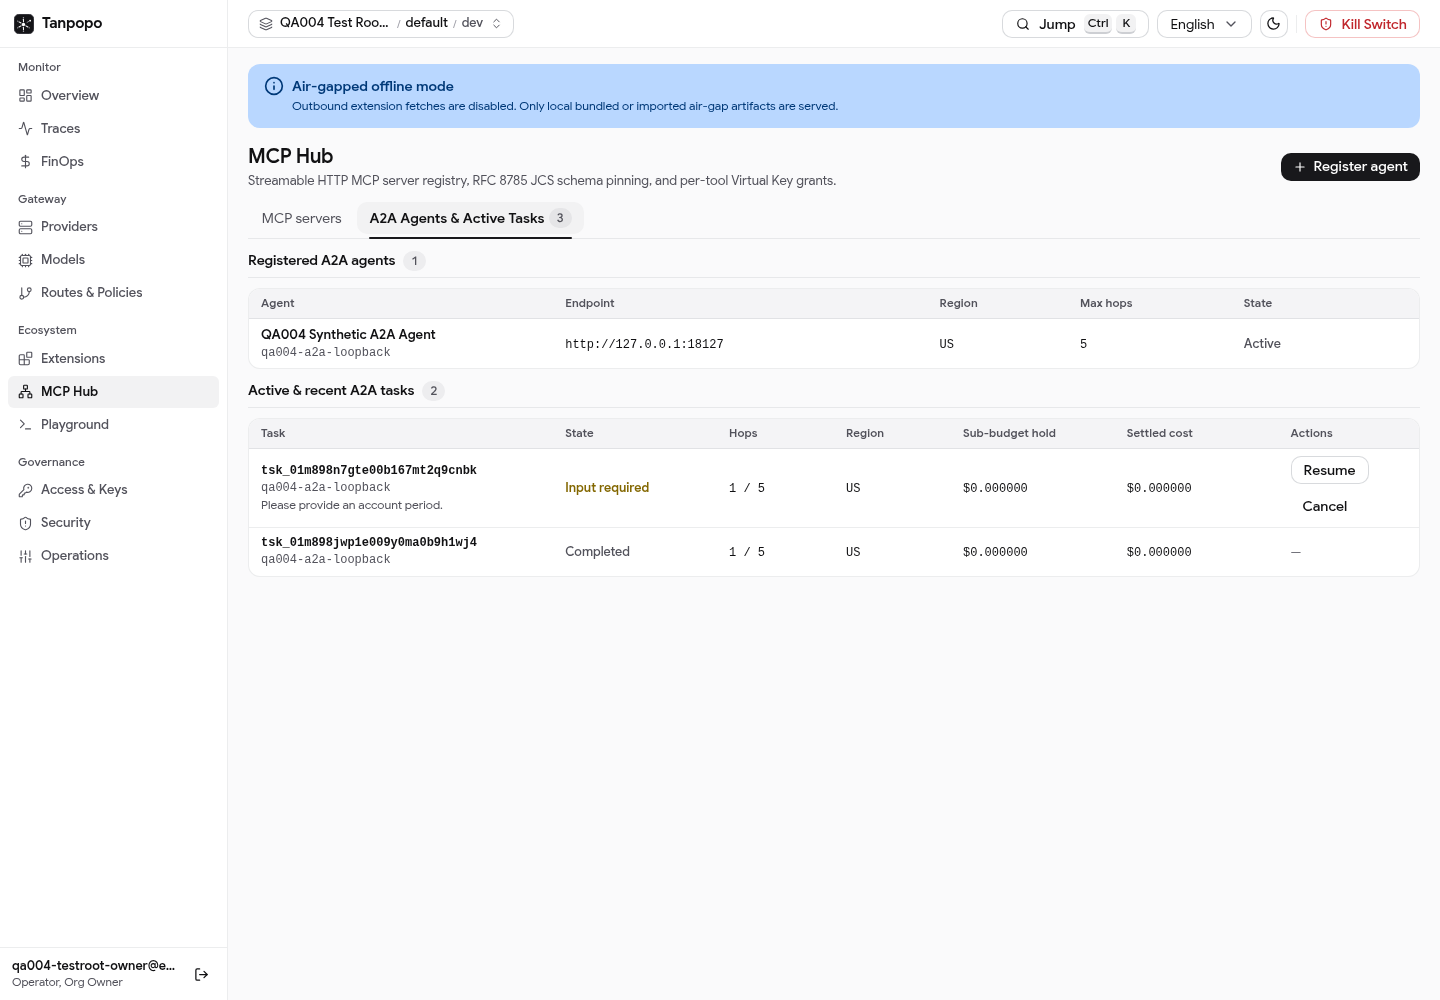 Tanpopo
QA004 Test Roo... / default / dev
Jump Ctrl K
English
Kill Switch
Monitor
Overview
Traces
FinOps
Gateway
Providers
Models
Routes & Policies
Ecosystem
Extensions
MCP Hub
Playground
Governance
Access & Keys
Security
Operations
qa004-testroot-owner@e...
Operator, Org Owner
Air-gapped offline mode
Outbound extension fetches are disabled. Only local bundled or imported air-gap artifacts are served.
MCP Hub
Streamable HTTP MCP server registry, RFC 8785 JCS schema pinning, and per-tool Virtual Key grants.
+ Register agent
MCP servers
A2A Agents & Active Tasks 3
Registered A2A agents 1
Agent Endpoint Region Max hops State
QA004 Synthetic A2A Agent
qa004-a2a-loopback
http://127.0.0.1:18127 US 5 Active
Active & recent A2A tasks 2
Task State Hops Region Sub-budget hold Settled cost Actions
tsk_01m898n7gte00b167mt2q9cnbk
qa004-a2a-loopback
Please provide an account period.
Input required 1 / 5 US $0.000000 $0.000000
Resume
Cancel
tsk_01m898jwp1e009y0ma0b9h1wj4
qa004-a2a-loopback
Completed 1 / 5 US $0.000000 $0.000000 —